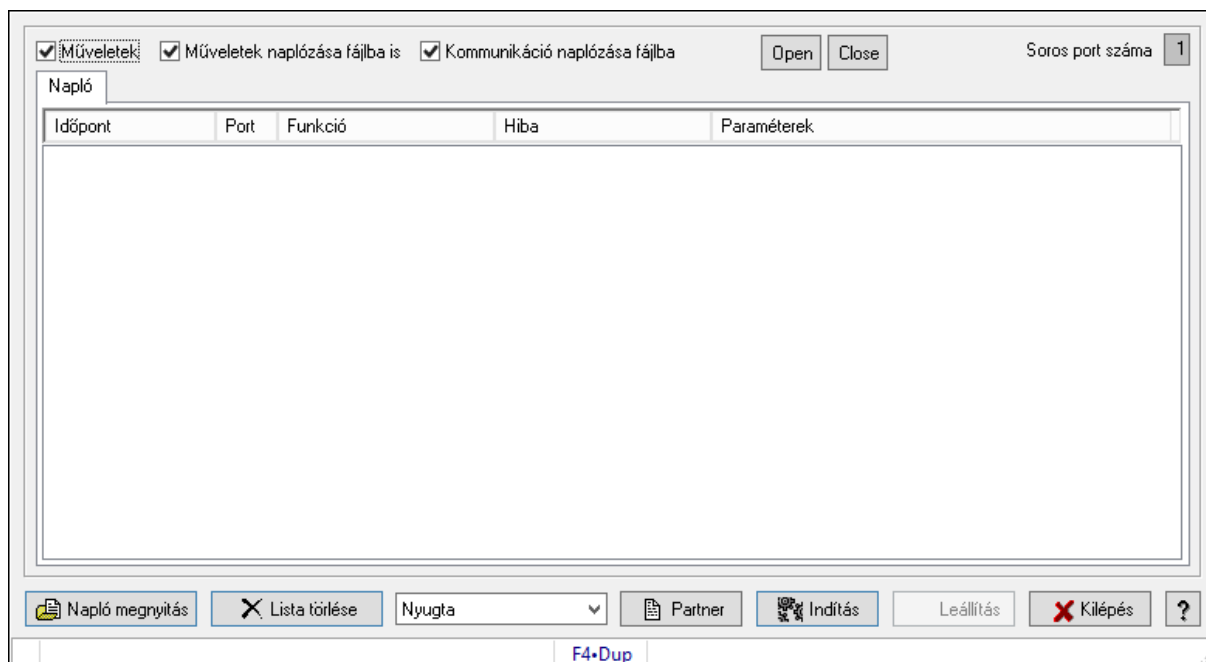 Műveletek Műveletek naplózása fájlba is Kommunikáció naplózása fájlba Open Close Soros port száma 1
Napló
Időpont Port Funkció Hiba Paraméterek
Napló megnyitás Lista törlése Nyugta Partner Indítás Leállítás Kilépés ?
F4•Dup